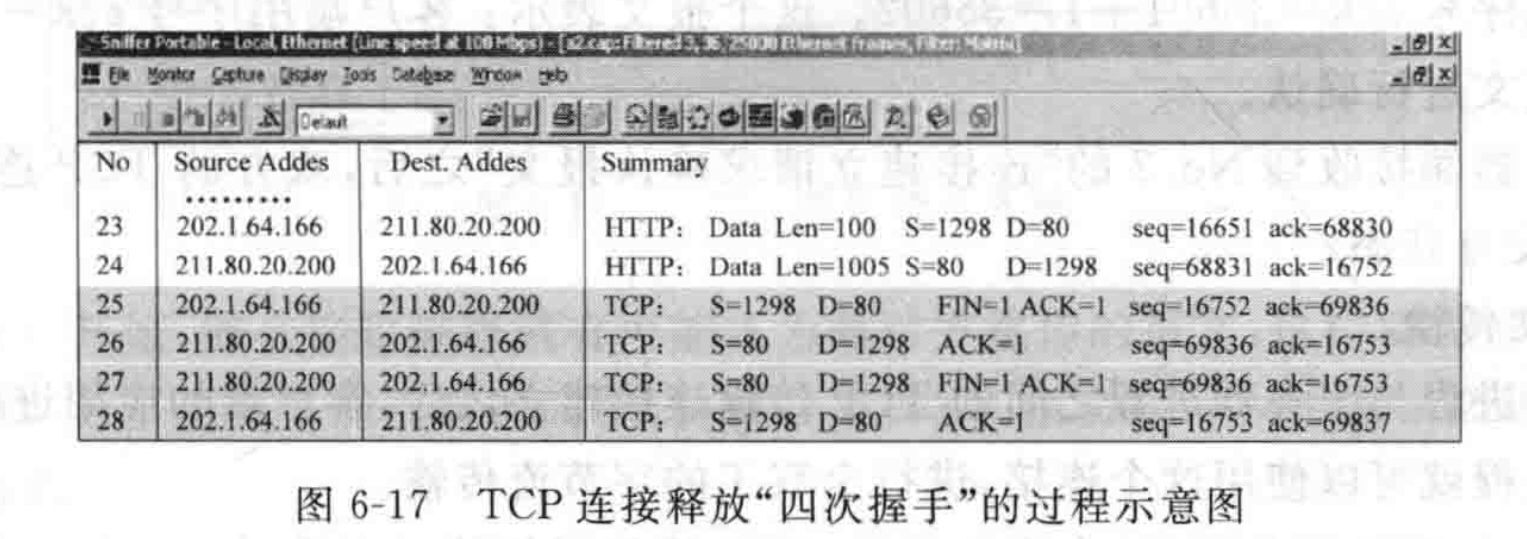 Sniffer Portable - Local, Ethernet (Line speed at 100 Mbps) - [a2.cap: Filtered
File Monitor Capture Display Tools Database Window Help
Default
No Source Addes Dest. Addes Summary
.........
23 202.1.64.166 211.80.20.200 HTTP: Data Len=100 S=1298 D=80 seq=16651 ack=68830
24 211.80.20.200 202.1.64.166 HTTP: Data Len=1005 S=80 D=1298 seq=68831 ack=16752
25 202.1.64.166 211.80.20.200 TCP: S=1298 D=80 FIN=1 ACK=1 seq=16752 ack=69836
26 211.80.20.200 202.1.64.166 TCP: S=80 D=1298 ACK=1 seq=69836 ack=16753
27 211.80.20.200 202.1.64.166 TCP: S=80 D=1298 FIN=1 ACK=1 seq=69836 ack=16753
28 202.1.64.166 211.80.20.200 TCP: S=1298 D=80 ACK=1 seq=16753 ack=69837
图 6-17 TCP 连接释放“四次握手”的过程示意图